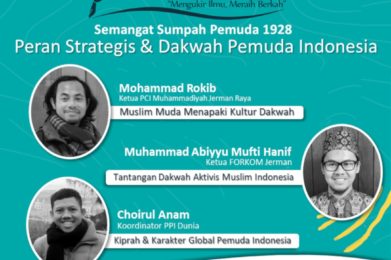 "Mengukir Ilmu, Meraih Berkah"
Semangat Sumpah Pemuda 1928
Peran Strategis & Dakwah Pemuda Indonesia
Mohammad Rokib
Ketua PCI Muhammadiyah Jerman Raya
Muslim Muda Menapaki Kultur Dakwah
Muhammad Abiyyu Mufti Hanif
Ketua FORKOM Jerman
Tantangan Dakwah Aktivis Muslim Indonesia
Choirul Anam
Koordinator PPI Dunia
Kiprah & Karakter Global Pemuda Indonesia